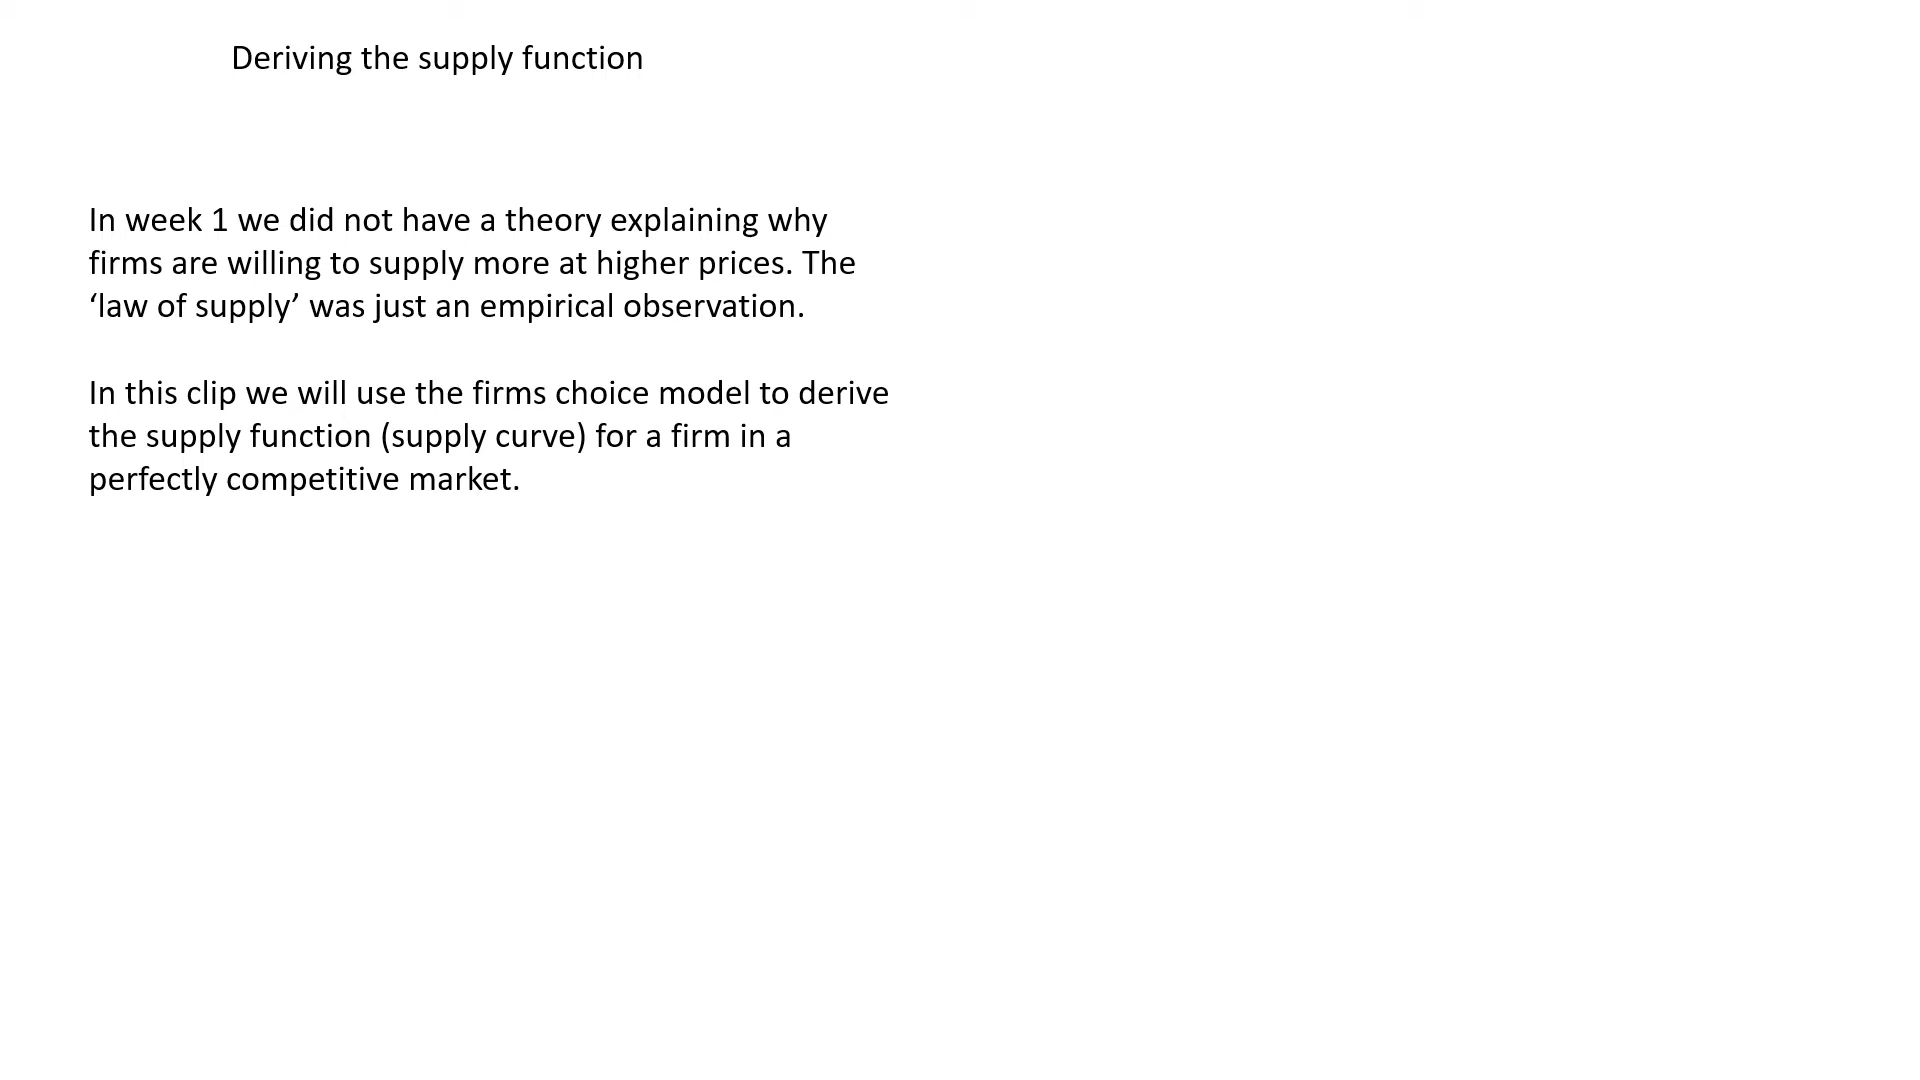 Deriving the supply function
In week 1 we did not have a theory explaining why
firms are willing to supply more at higher prices. The
‘law of supply’ was just an empirical observation.
In this clip we will use the firms choice model to derive
the supply function (supply curve) for a firm in a
perfectly competitive market.